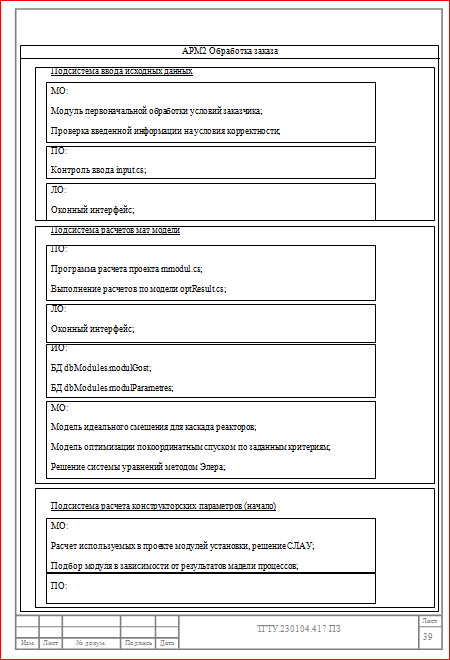 АРМ2 Обработка заказа
Подсистема ввода исходных данных
МО:
Модуль первоначальной обработки условий заказчика;
Проверка введенной информации на условия корректности;
ПО:
Контроль ввода input.cs;
ЛО:
Оконный интерфейс;
Подсистема расчетов мат модели
ПО:
Программа расчета проекта mmodul.cs;
Выполнение расчетов по модели optResult.cs;
ЛО:
Оконный интерфейс;
ИО:
БД dbModules.modulGost;
БД dbModules.modulParametres;
МО:
Модель идеального смешения для каскада реакторов;
Модель оптимизации покоординатным спуском по заданным критериям;
Решение системы уравнений методом Элера;
Подсистема расчета конструкторских параметров (начало)
МО:
Расчет используемых в проекте модулей установки, решение СЛАУ;
Подбор модуля в зависимости от результатов мадели процессов;
ПО:
ТГТУ.230104.417 ПЗ
Лист
39
Изм. Лист № докум. Подпись Дата